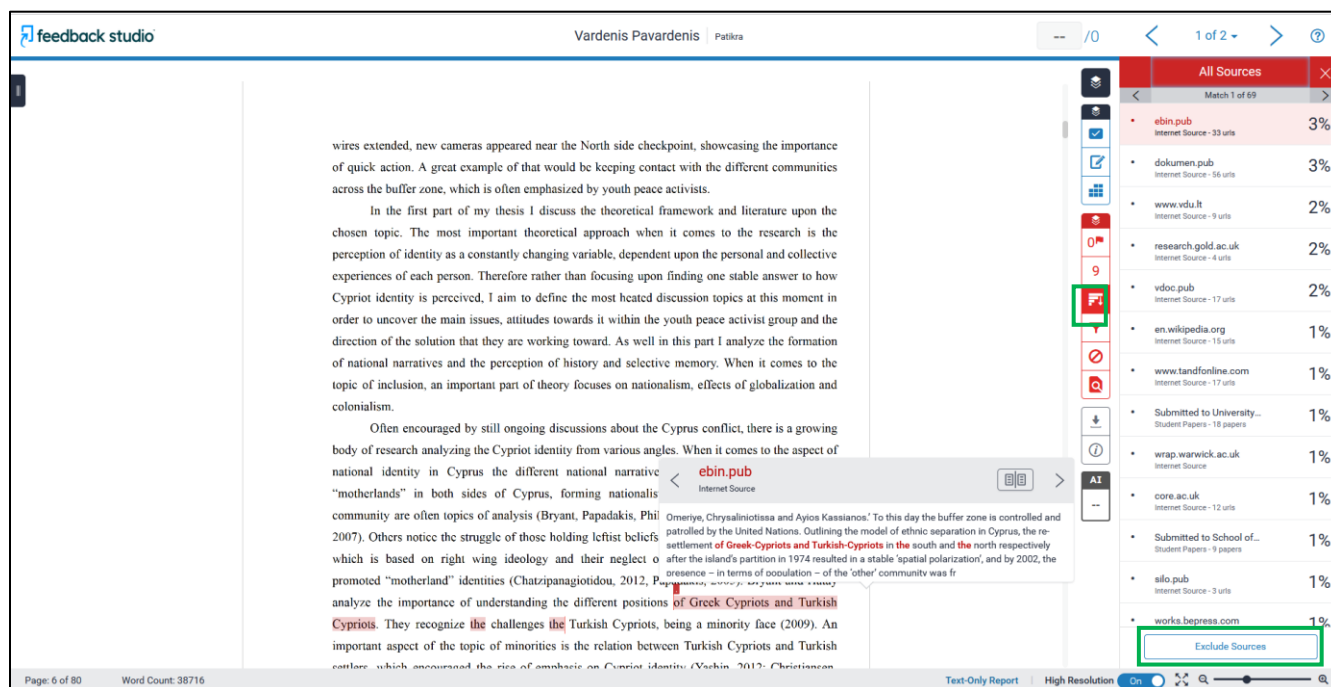 feedback studio
Vardenis Pavardenis | Patikra
-- /0
1 of 2
wires extended, new cameras appeared near the North side checkpoint, showcasing the importance
of quick action. A great example of that would be keeping contact with the different communities
across the buffer zone, which is often emphasized by youth peace activists.
In the first part of my thesis I discuss the theoretical framework and literature upon the
chosen topic. The most important theoretical approach when it comes to the research is the
perception of identity as a constantly changing variable, dependent upon the personal and collective
experiences of each person. Therefore rather than focusing upon finding one stable answer to how
Cypriot identity is perceived, I aim to define the most heated discussion topics at this moment in
order to uncover the main issues, attitudes towards it within the youth peace activist group and the
direction of the solution that they are working toward. As well in this part I analyze the formation
of national narratives and the perception of history and selective memory. When it comes to the
topic of inclusion, an important part of theory focuses on nationalism, effects of globalization and
colonialism.
Often encouraged by still ongoing discussions about the Cyprus conflict, there is a growing
body of research analyzing the Cypriot identity from various angles. When it comes to the aspect of
national identity in Cyprus the different national narrative
“motherlands” in both sides of Cyprus, forming nationalis
community are often topics of analysis (Bryant, Papadakis, Phil
2007). Others notice the struggle of those holding leftist beliefs
which is based on right wing ideology and their neglect o
promoted “motherland” identities (Chatzipanagiotidou, 2012,
analyze the importance of understanding the different positions of Greek Cypriots and Turkish
Cypriots. They recognize the challenges the Turkish Cypriots, being a minority face (2009). An
important aspect of the topic of minorities is the relation between Turkish Cypriots and Turkish
settlers, which encouraged the rise of emphasis on Cypriot identity (Yashin, 2012; Christiansen,
ebin.pub
Internet Source
Omeriye, Chrysaliniotissa and Ayios Kassianos.' To this day the buffer zone is controlled and
patrolled by the United Nations. Outlining the model of ethnic separation in Cyprus, the re-
settlement of Greek-Cypriots and Turkish-Cypriots in the south and the north respectively
after the island's partition in 1974 resulted in a stable 'spatial polarization', and by 2002, the
presence – in terms of population – of the 'other' community was fr
0
9
AI
--
All Sources
Match 1 of 69
ebin.pub 3%
Internet Source - 33 urls
dokumen.pub 3%
Internet Source - 56 urls
www.vdu.lt 2%
Internet Source - 9 urls
research.gold.ac.uk 2%
Internet Source - 4 urls
vdoc.pub 2%
Internet Source - 17 urls
en.wikipedia.org 1%
Internet Source - 15 urls
www.tandfonline.com 1%
Internet Source - 17 urls
Submitted to University... 1%
Student Papers - 18 papers
wrap.warwick.ac.uk 1%
Internet Source
core.ac.uk 1%
Internet Source - 12 urls
Submitted to School of... 1%
Student Papers - 9 papers
silo.pub 1%
Internet Source - 3 urls
works.bepress.com 1%
Exclude Sources
Page: 6 of 80
Word Count: 38716
Text-Only Report | High Resolution On